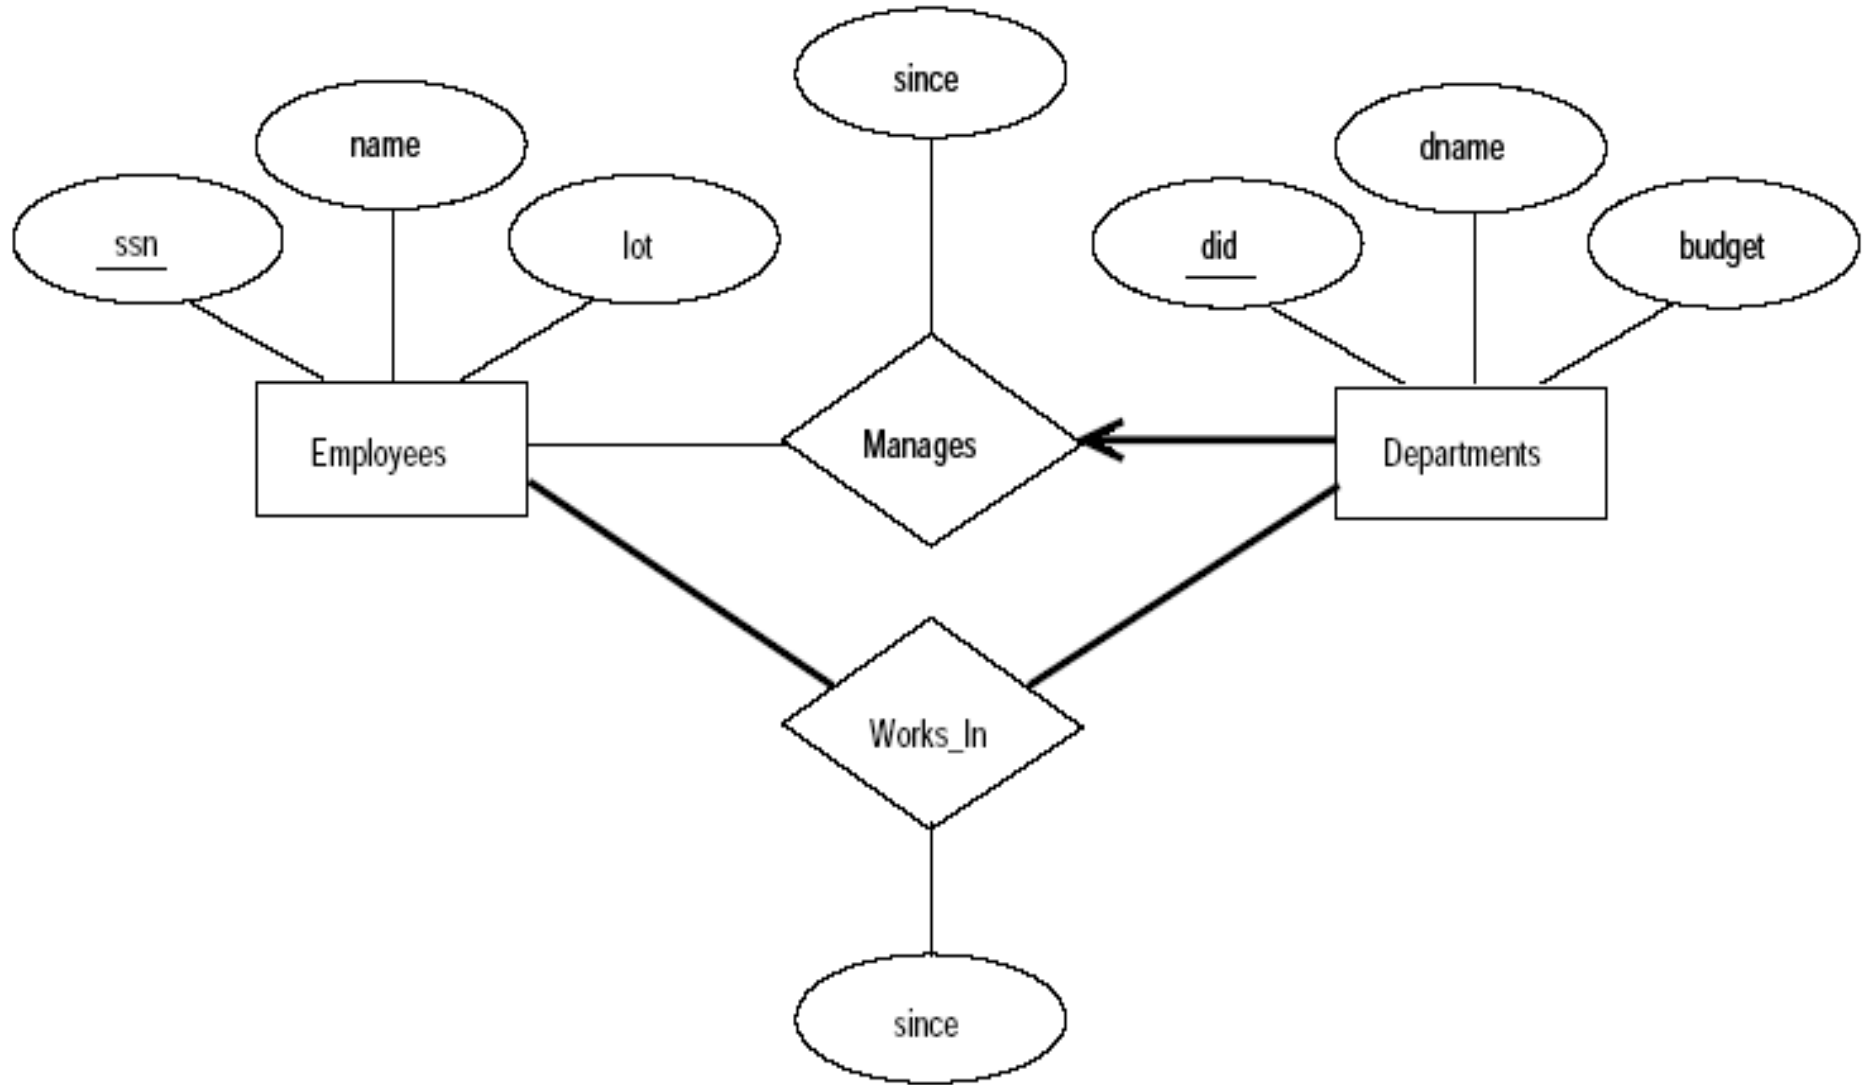 since
name
dname
ssn
lot
did
budget
Employees
Manages
Departments
Works_In
since